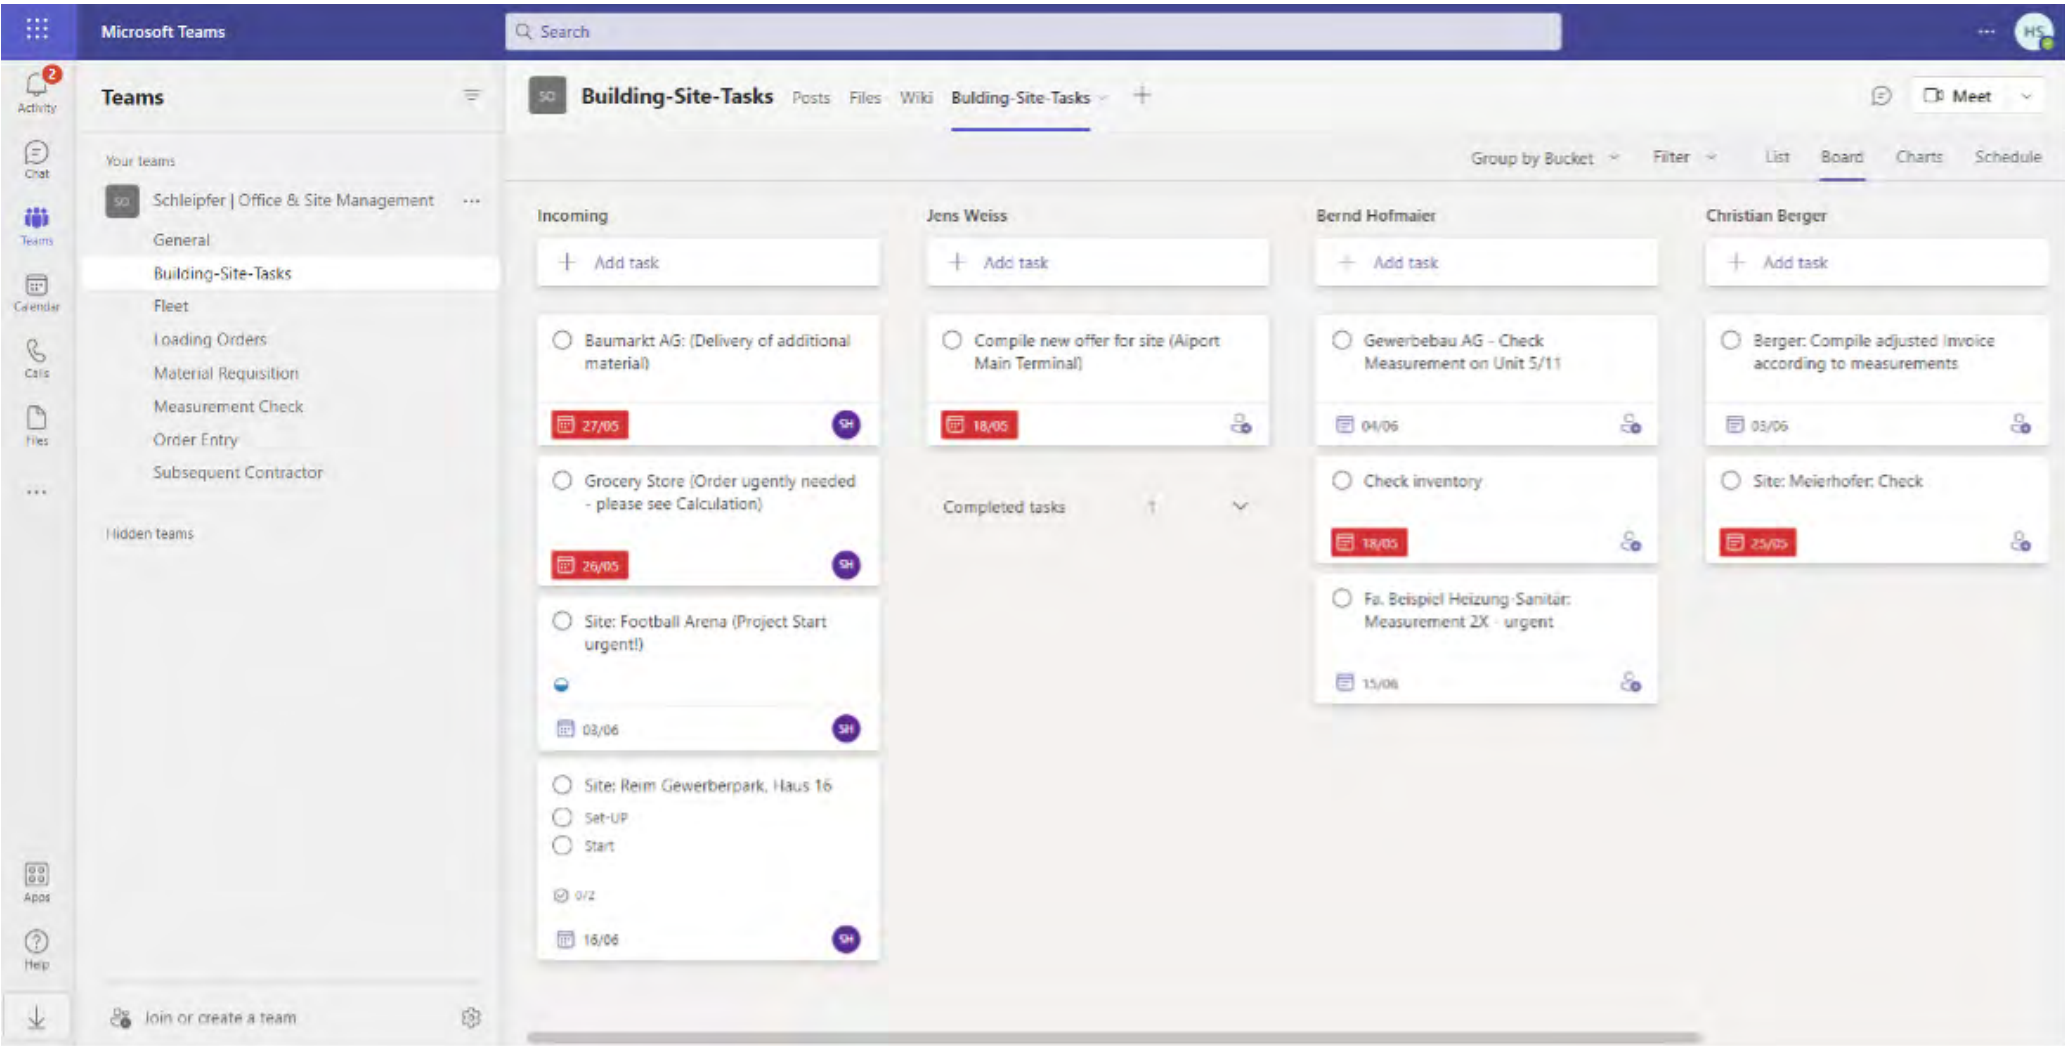 Microsoft Teams
Search
HS
2
Activity
Chat
Teams
Calendar
Calls
Files
Apps
Help
Teams
Your teams
SO
Schleipfer | Office & Site Management
General
Building-Site-Tasks
Fleet
Loading Orders
Material Requisition
Measurement Check
Order Entry
Subsequent Contractor
Hidden teams
Join or create a team
SO Building-Site-Tasks Posts Files Wiki Bulding-Site-Tasks
Meet
Group by Bucket Filter List Board Charts Schedule
Incoming
Add task
Baumarkt AG: (Delivery of additional
material)
27/05 SH
Grocery Store (Order ugently needed
- please see Calculation)
26/05 SH
Site: Football Arena (Project Start
urgent!)
03/06 SH
Site: Reim Gewerberpark, Haus 16
Set-UP
Start
0/2
16/06 SH
Jens Weiss
Add task
Compile new offer for site (Aiport
Main Terminal)
18/05
Completed tasks 1
Bernd Hofmaier
Add task
Gewerbebau AG - Check
Measurement on Unit 5/11
04/06
Check inventory
18/05
Fa. Beispiel Heizung-Sanitär:
Measurement 2X - urgent
15/06
Christian Berger
Add task
Berger: Compile adjusted Invoice
according to measurements
03/06
Site: Meierhofer: Check
25/05